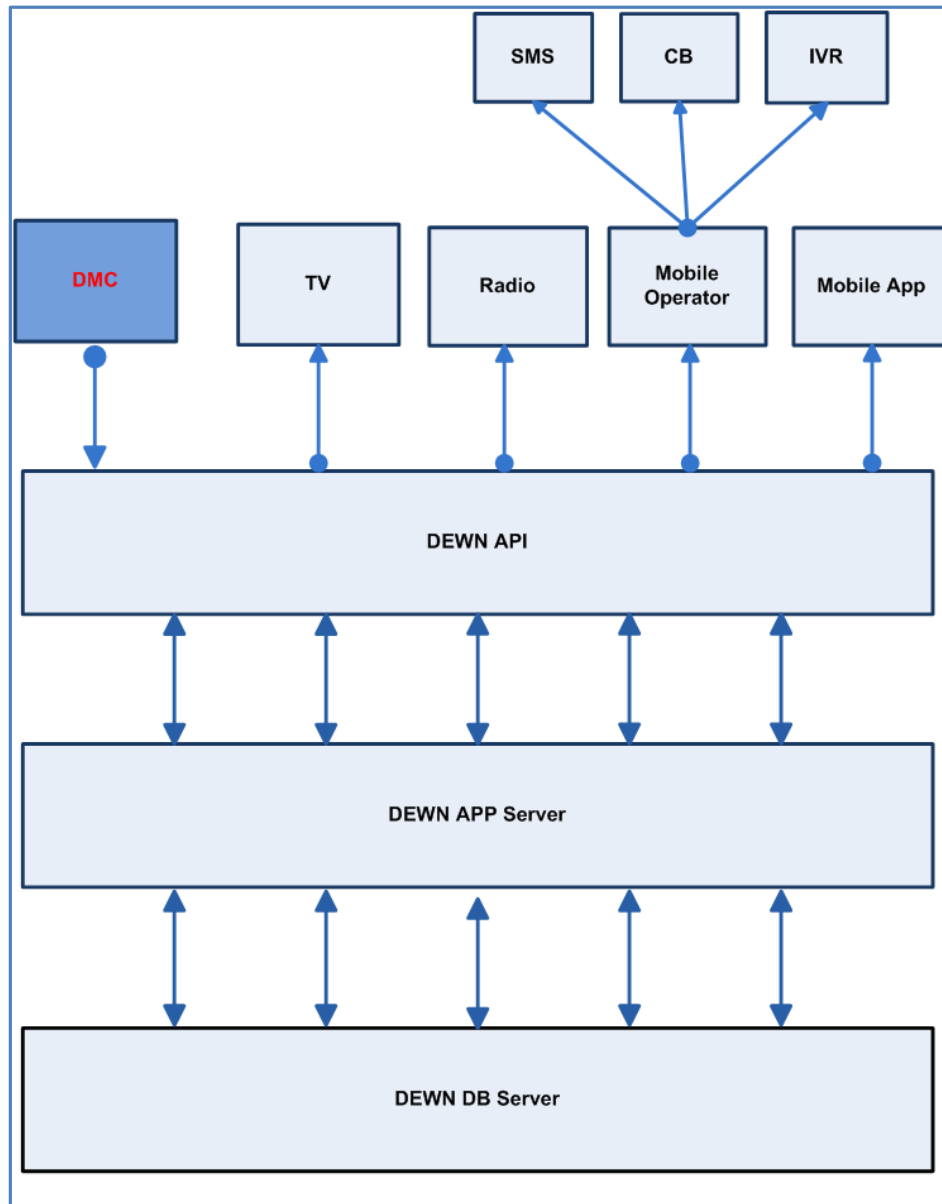 SMS
CB
IVR
DMC
TV
Radio
Mobile
Operator
Mobile App
DEWN API
DEWN APP Server
DEWN DB Server